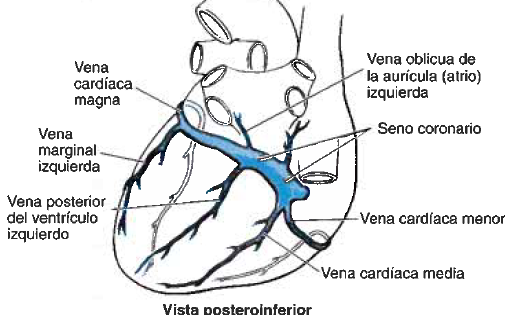 Vena
cardíaca
magna
Vena
marginal
izquierda
Vena posterior
del ventrículo
izquierdo
Vena oblicua de
la aurícula (atrio)
izquierda
Seno coronario
Vena cardíaca menor
Vena cardíaca media
Vista posteroinferior